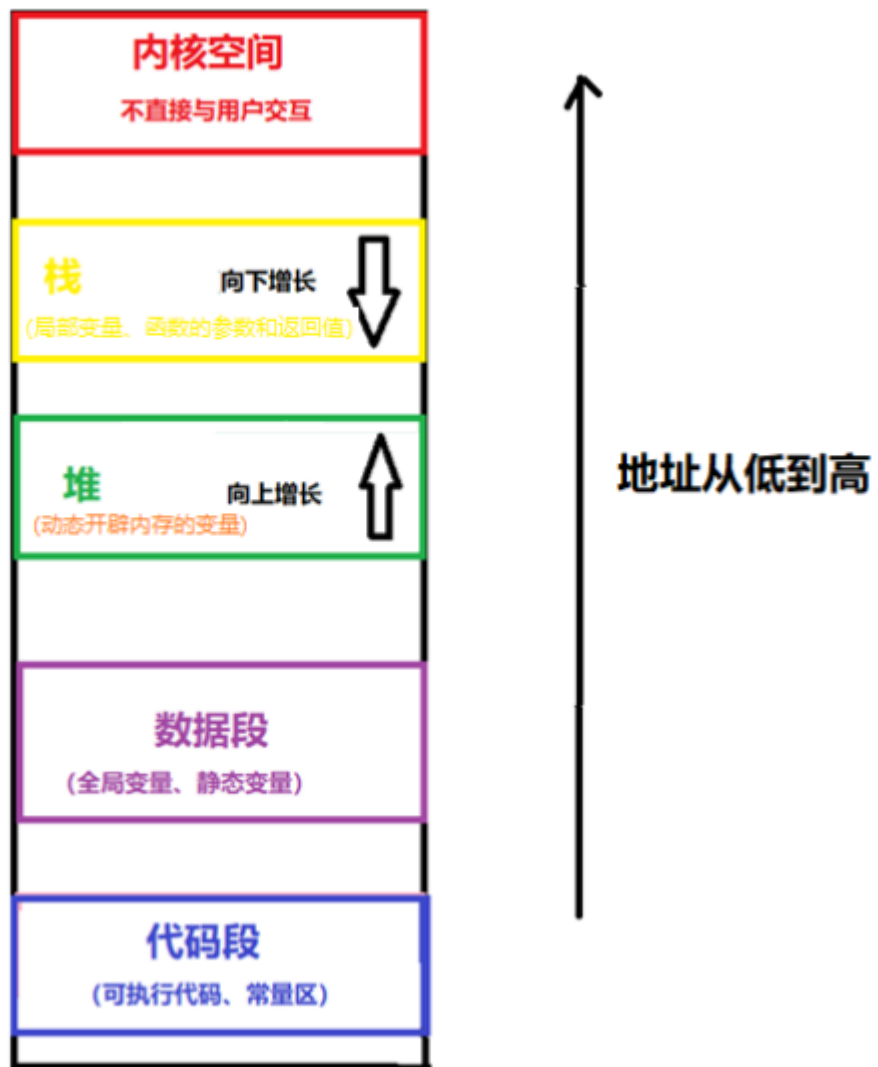 内核空间
不直接与用户交互
栈 向下增长
(局部变量、函数的参数和返回值)
堆 向上增长
(动态开辟内存的变量)
地址从低到高
数据段
(全局变量、静态变量)
代码段
(可执行代码、常量区)